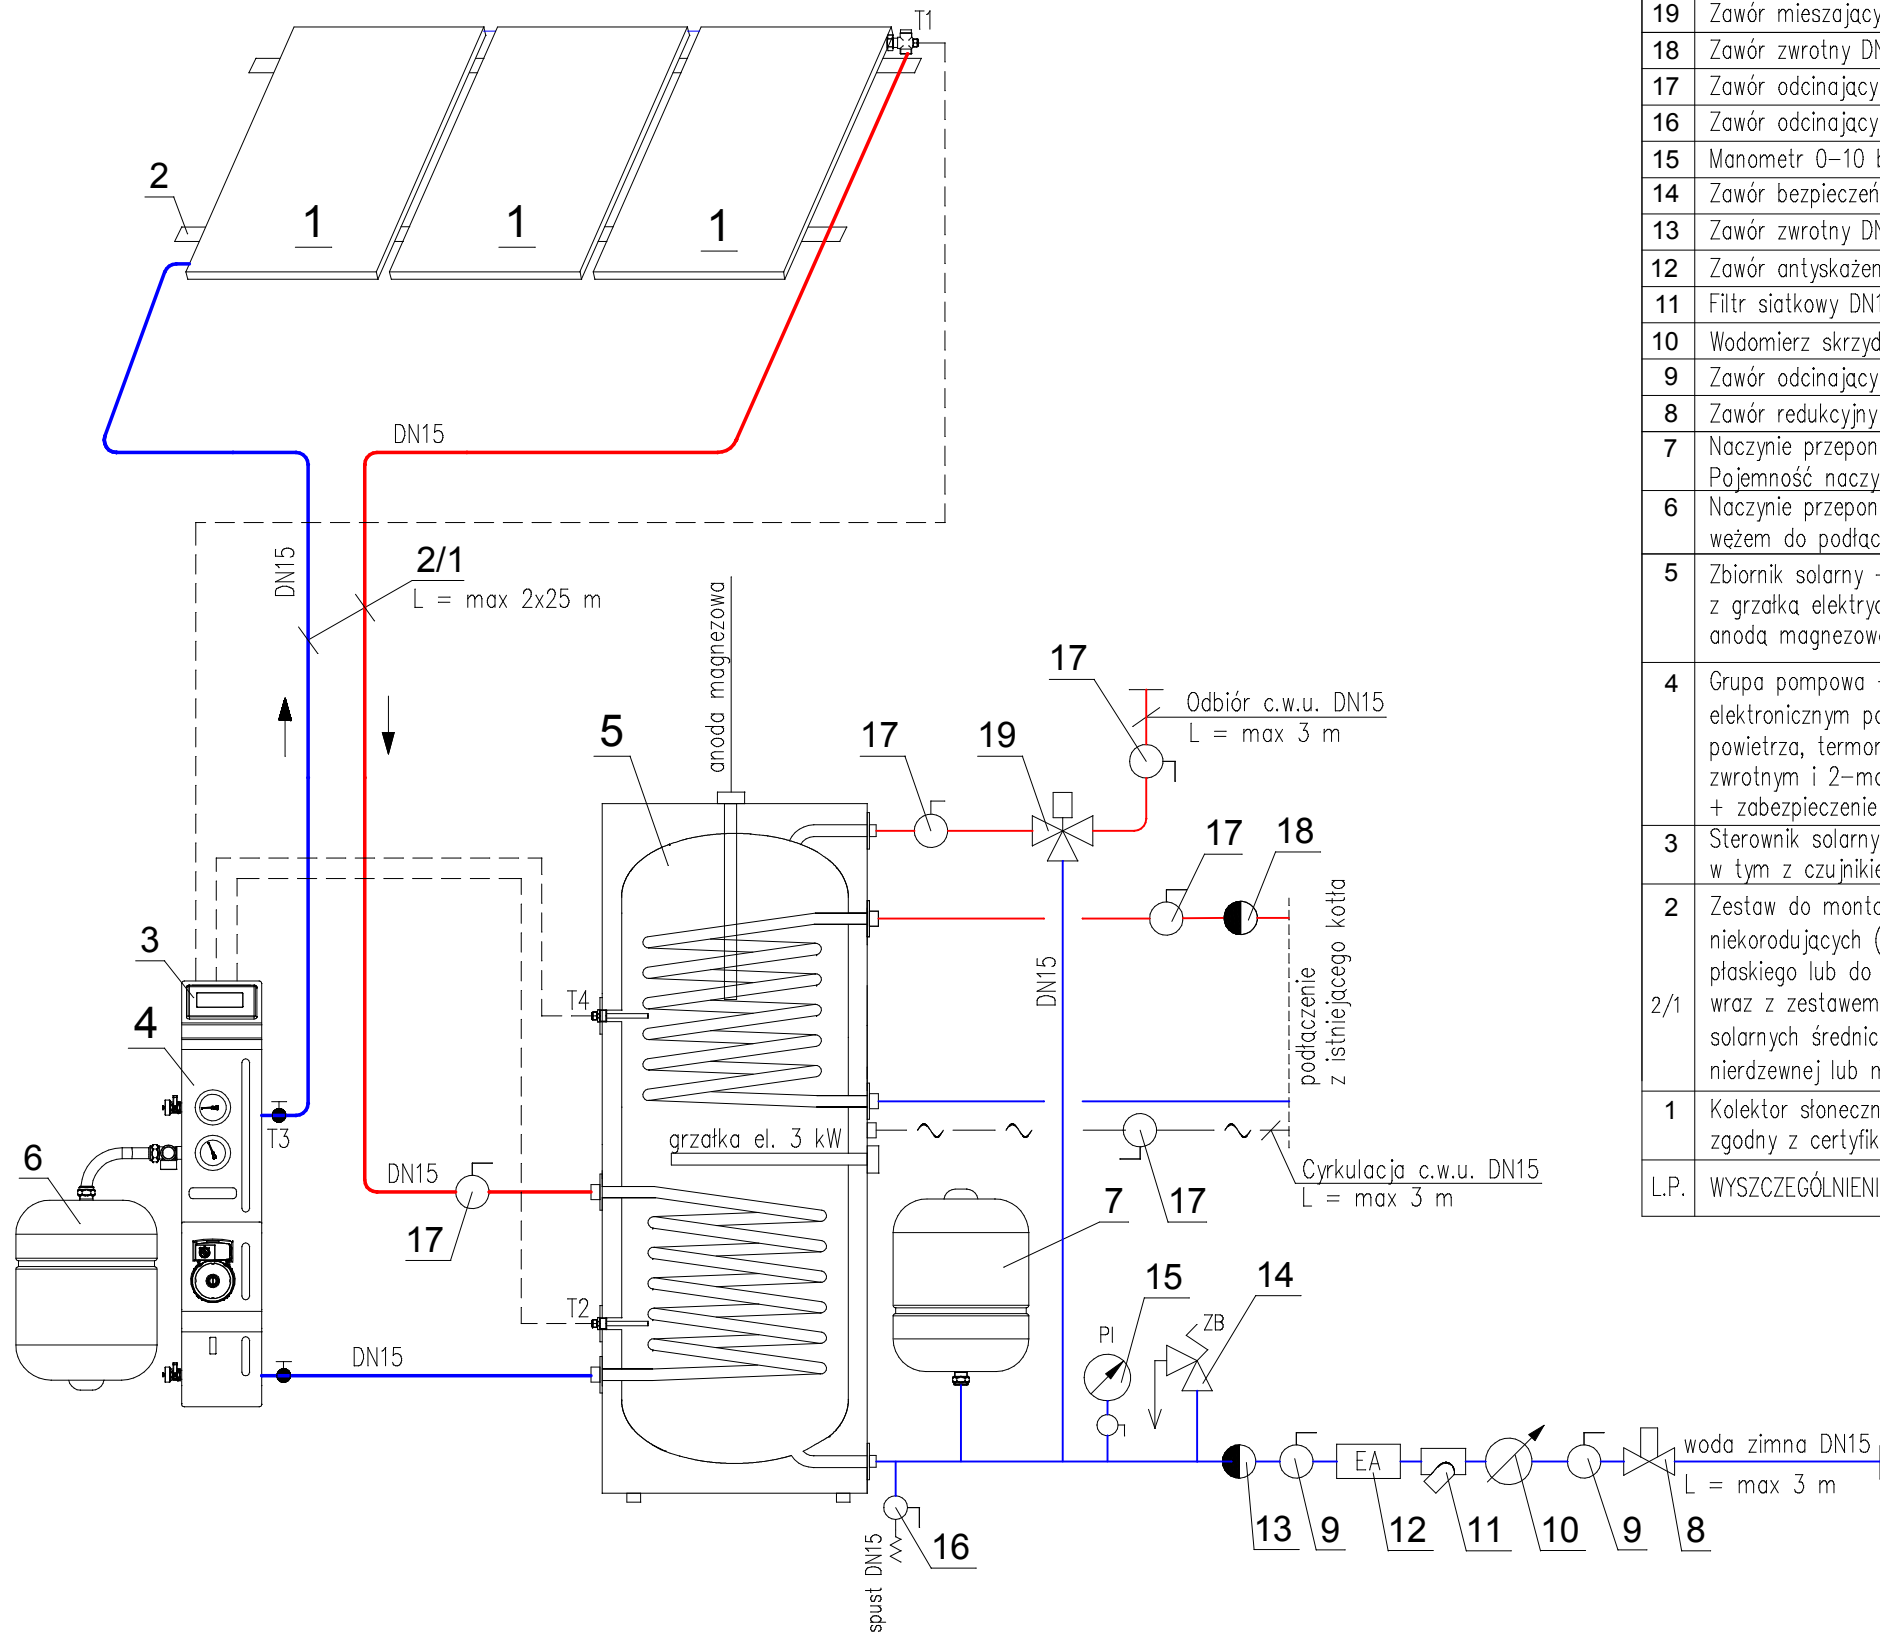 T1
2
1
1
1
DN15
DN15
2/1
L = max 2x25 m
anoda magnezowa
17
Odbiór c.w.u. DN15
L = max 3 m
5
17
19
17
18
3
T4
DN15
podłączenie
z istniejącego kotła
4
T3
grzałka el. 3 kW
6
DN15
Cyrkulacja c.w.u. DN15
L = max 3 m
17
7
17
T2
15
14
PI
ZB
DN15
woda zimna DN15
L = max 3 m
EA
13
9
12
11
10
9
8
16
spust DN15
19 Zawór mieszający
18 Zawór zwrotny DN
17 Zawór odcinający
16 Zawór odcinający
15 Manometr 0-10 b
14 Zawór bezpieczeń
13 Zawór zwrotny DN
12 Zawór antyskażen
11 Filtr siatkowy DN1
10 Wodomierz skrzyd
9 Zawór odcinający
8 Zawór redukcyjny
7 Naczynie przepon
Pojemność naczy
6 Naczynie przepon
wężem do podłąc
5 Zbiornik solarny -
z grzałką elektryc
anodą magnezow
4 Grupa pompowa -
elektronicznym po
powietrza, termon
zwrotnym i 2-mo
+ zabezpieczenie
3 Sterownik solarny
w tym z czujnikie
2 Zestaw do monta
niekorodujących (
płaskiego lub do
2/1 wraz z zestawem
solarnych średnic
nierdzewnej lub m
1 Kolektor słoneczn
zgodny z certyfik
L.P. WYSZCZEGÓLNIENI